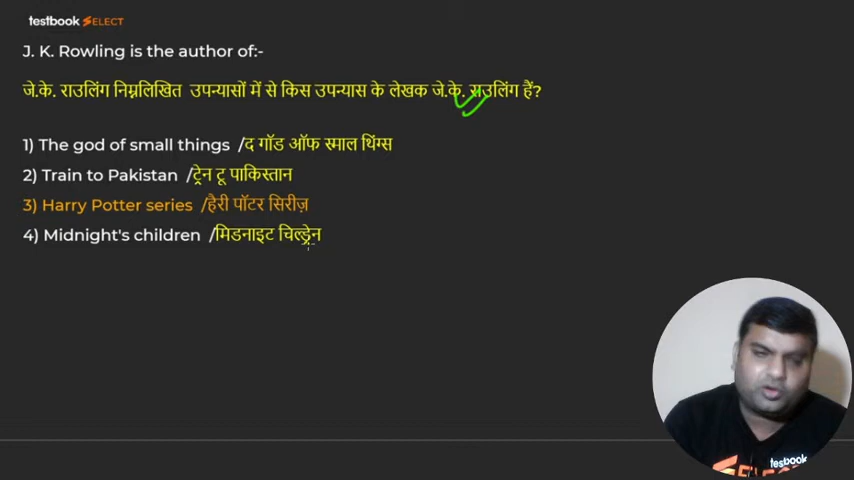 testbook SELECT
J. K. Rowling is the author of:-
जे.के. राउलिंग निम्नलिखित उपन्यासों में से किस उपन्यास के लेखक जे.के. राउलिंग हैं?
1) The god of small things /द गॉड ऑफ स्माल थिंग्स
2) Train to Pakistan /ट्रेन टू पाकिस्तान
3) Harry Potter series /हैरी पॉटर सिरीज़
4) Midnight's children /मिडनाइट चिल्ड्रेन
testbook